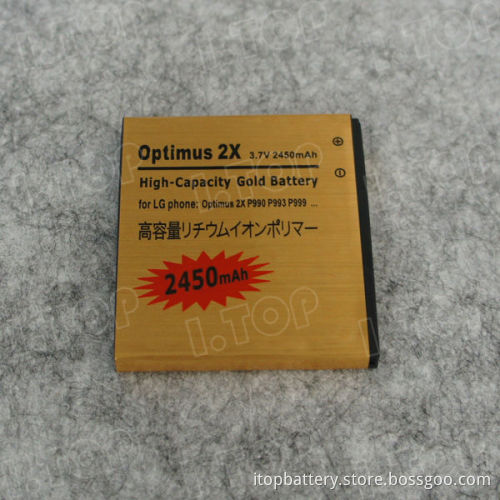 Optimus 2X 3.7V 2450mAh
High-Capacity Gold Battery
for LG phone: Optimus 2X P990 P993 P999 ...
高容量リチウムイオンポリマー
2450mAh
I.TOP
itopbattery.store.bossgoo.com